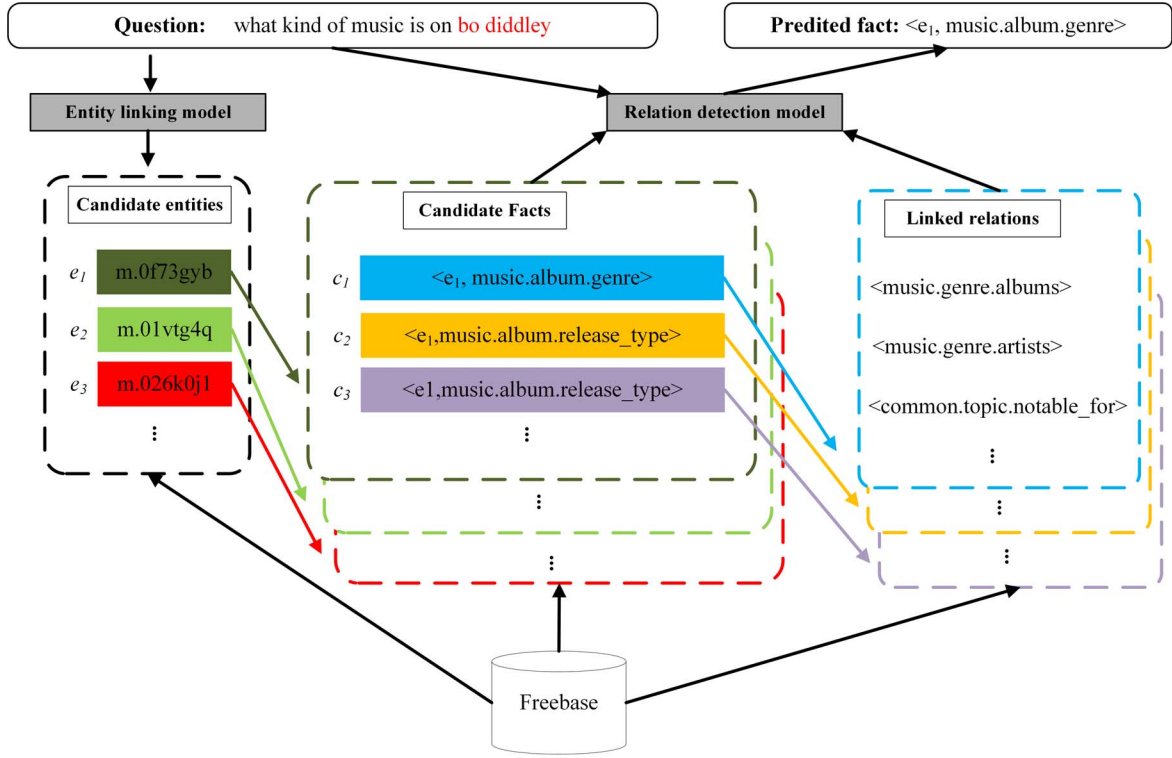 Question: what kind of music is on bo diddley
Predited fact: <e₁, music.album.genre>
Entity linking model
Relation detection model
Candidate entities
e₁ m.0f73gyb
e₂ m.01vtg4q
e₃ m.026k0j1
⋮
Candidate Facts
c₁ <e₁, music.album.genre>
c₂ <e₁,music.album.release_type>
c₃ <e1,music.album.release_type>
⋮
⋮
⋮
Linked relations
<music.genre.albums>
<music.genre.artists>
<common.topic.notable_for>
⋮
⋮
⋮
Freebase